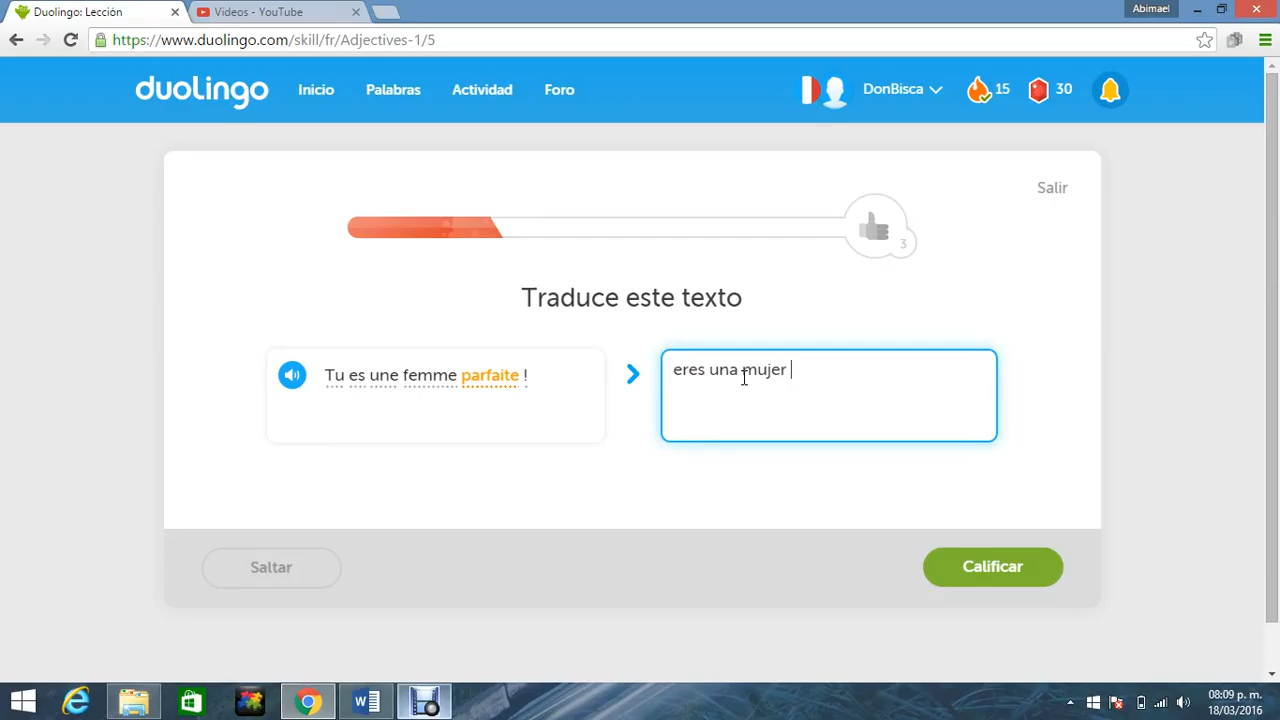 Duolingo: Lección
Videos - YouTube
Abimael
https://www.duolingo.com/skill/fr/Adjectives-1/5
duolingo Inicio Palabras Actividad Foro DonBisca 15 30
Salir
3
Traduce este texto
Tu es une femme parfaite !
eres una mujer
Saltar
Calificar
08:09 p. m.
18/03/2016